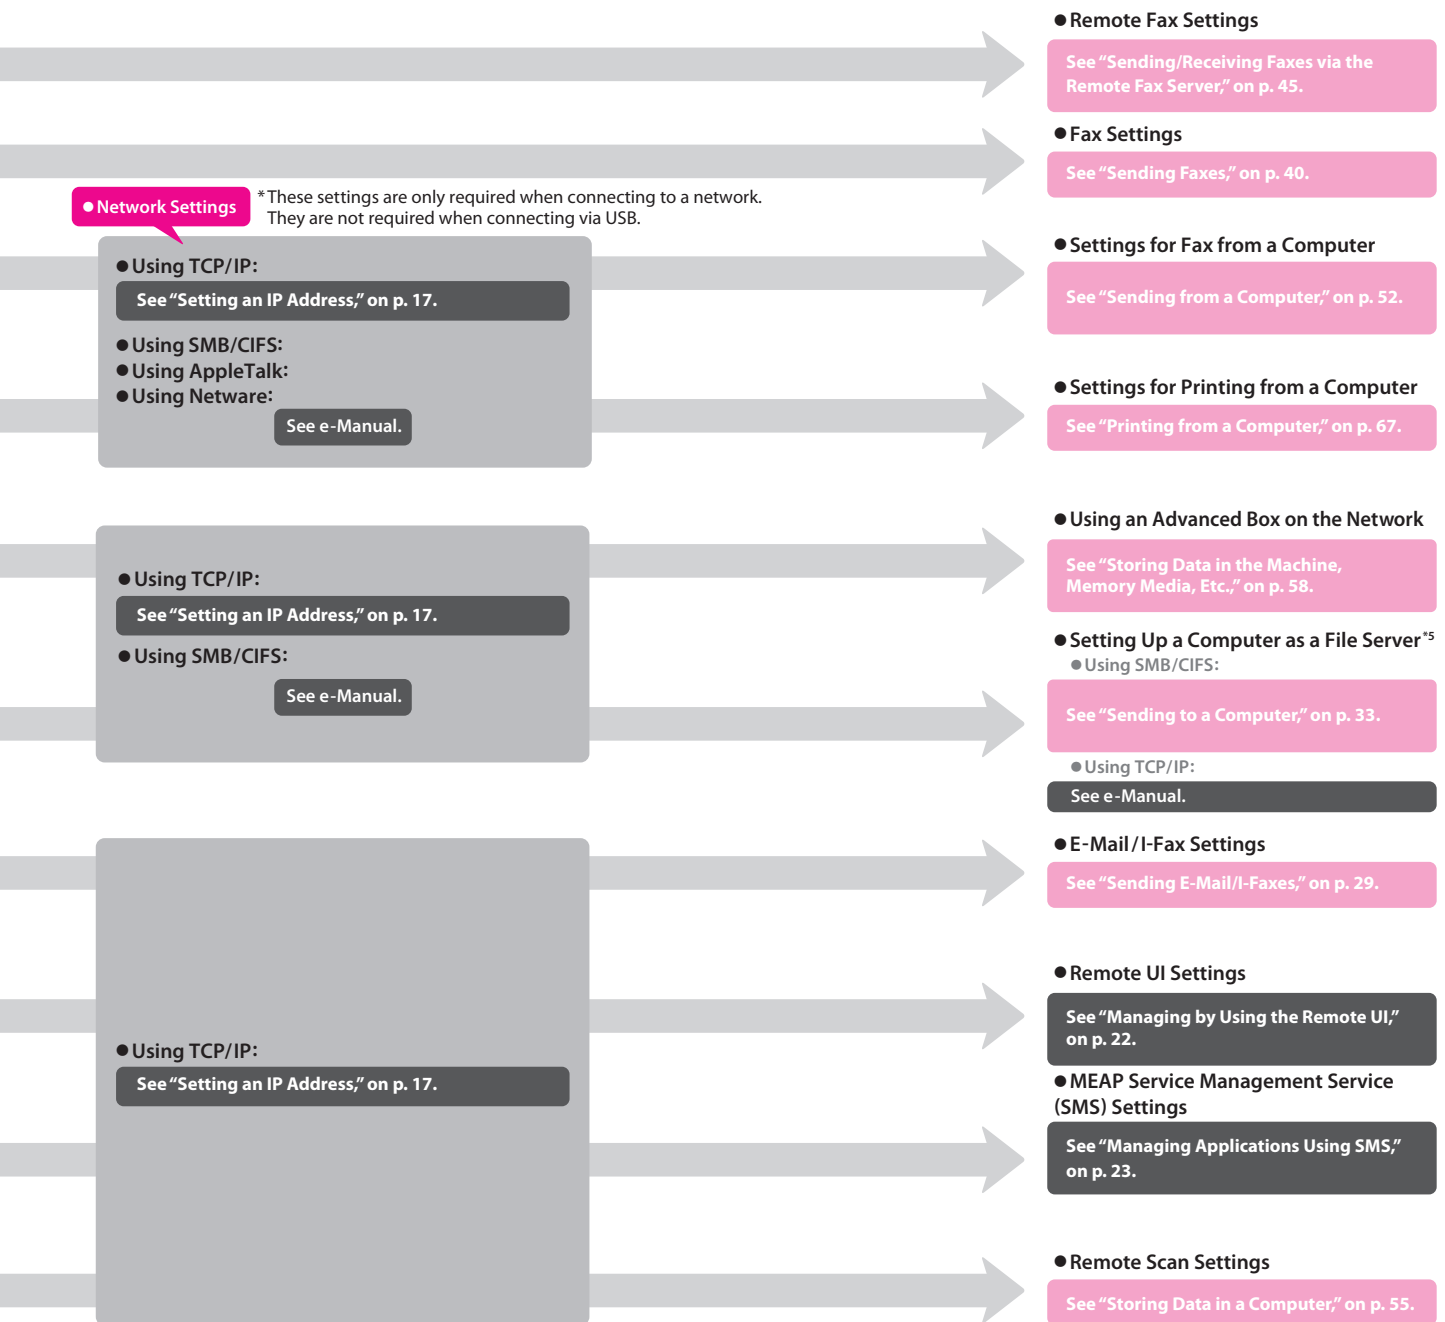 ● Remote Fax Settings
See “Sending/Receiving Faxes via the
Remote Fax Server,” on p. 45.
● Fax Settings
See “Sending Faxes,” on p. 40.
● Network Settings
* These settings are only required when connecting to a network.
They are not required when connecting via USB.
● Using TCP/IP:
See “Setting an IP Address,” on p. 17.
● Using SMB/CIFS:
● Using AppleTalk:
● Using Netware:
See e-Manual.
● Settings for Fax from a Computer
See “Sending from a Computer,” on p. 52.
● Settings for Printing from a Computer
See “Printing from a Computer,” on p. 67.
● Using TCP/IP:
See “Setting an IP Address,” on p. 17.
● Using SMB/CIFS:
See e-Manual.
● Using an Advanced Box on the Network
See “Storing Data in the Machine,
Memory Media, Etc.,” on p. 58.
● Setting Up a Computer as a File Server*5
● Using SMB/CIFS:
See “Sending to a Computer,” on p. 33.
● Using TCP/IP:
See e-Manual.
● Using TCP/IP:
See “Setting an IP Address,” on p. 17.
● E-Mail/I-Fax Settings
See “Sending E-Mail/I-Faxes,” on p. 29.
● Remote UI Settings
See “Managing by Using the Remote UI,”
on p. 22.
● MEAP Service Management Service
(SMS) Settings
See “Managing Applications Using SMS,”
on p. 23.
● Remote Scan Settings
See “Storing Data in a Computer,” on p. 55.